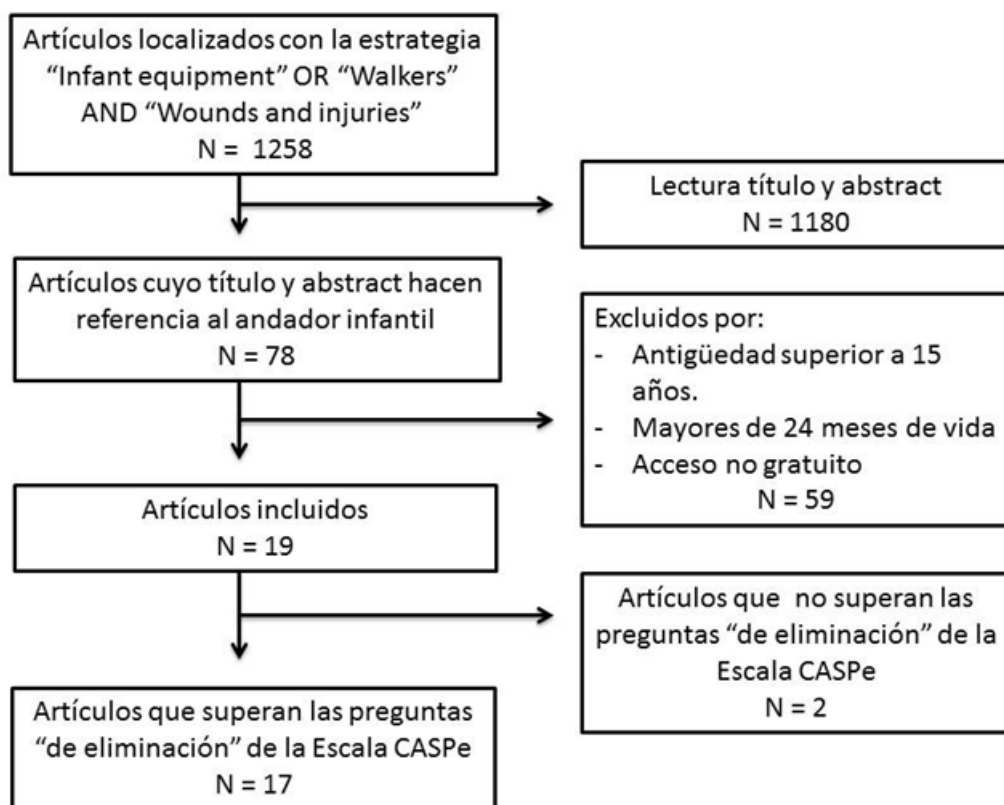 Artículos localizados con la estrategia
“Infant equipment” OR “Walkers”
AND “Wounds and injuries”
N = 1258
Lectura título y abstract
N = 1180
Artículos cuyo título y abstract hacen
referencia al andador infantil
N = 78
Excluidos por:
- Antigüedad superior a 15
años.
- Mayores de 24 meses de vida
- Acceso no gratuito
N = 59
Artículos incluidos
N = 19
Artículos que no superan las
preguntas “de eliminación” de la
Escala CASPe
N = 2
Artículos que superan las preguntas
“de eliminación” de la Escala CASPe
N = 17